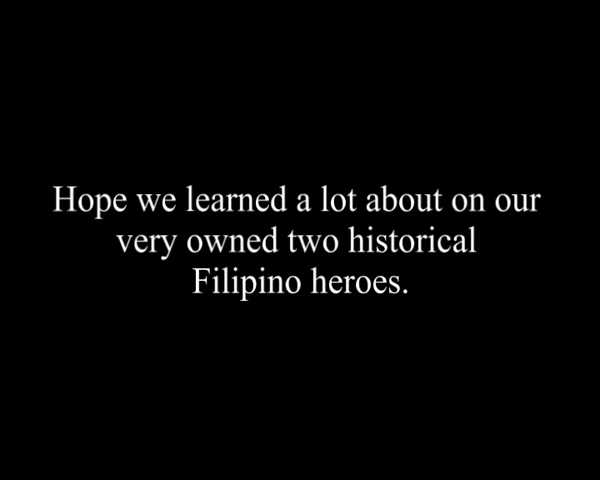 Hope we learned a lot about on our
very owned two historical
Filipino heroes.